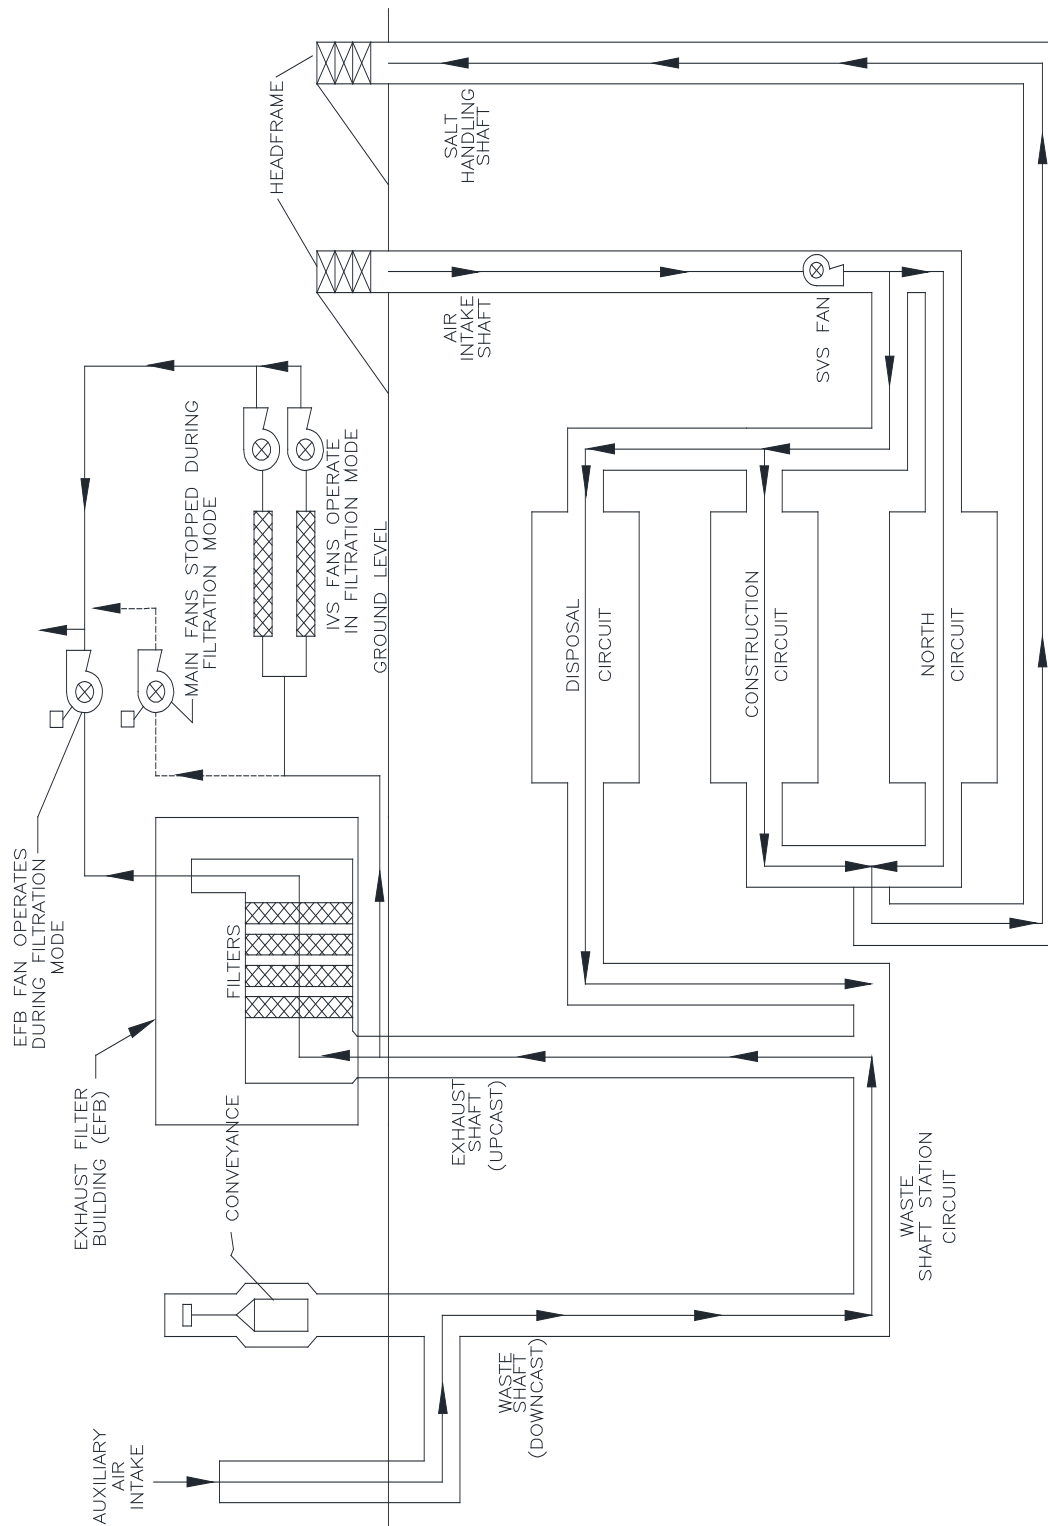 AUXILIARY
AIR
INTAKE
EXHAUST FILTER
BUILDING (EFB)
CONVEYANCE
EFB FAN OPERATES
DURING FILTRATION
MODE
FILTERS
MAIN FANS STOPPED DURING
FILTRATION MODE
IVS FANS OPERATE
IN FILTRATION MODE
HEADFRAME
GROUND LEVEL
WASTE
SHAFT
(DOWNCAST)
EXHAUST
SHAFT
(UPCAST)
AIR
INTAKE
SHAFT
SALT
HANDLING
SHAFT
DISPOSAL
CIRCUIT
CONSTRUCTION
CIRCUIT
NORTH
CIRCUIT
SVS FAN
WASTE
SHAFT STATION
CIRCUIT